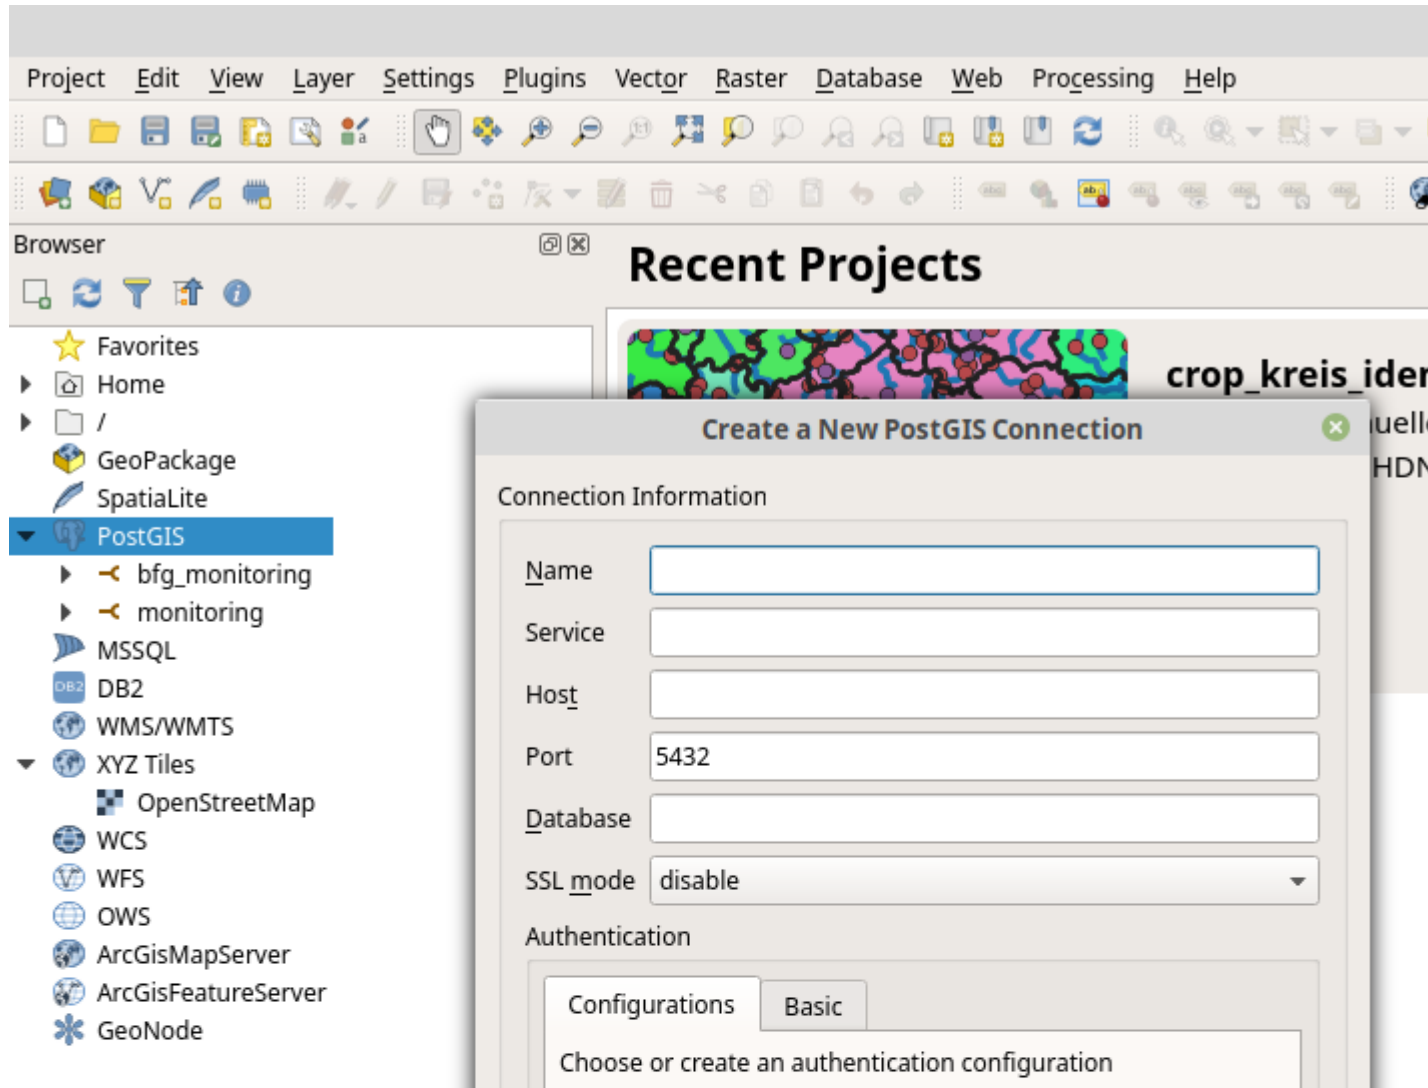 Project Edit View Layer Settings Plugins Vector Raster Database Web Processing Help
Browser
Favorites
Home
/
GeoPackage
SpatiaLite
PostGIS
bfg_monitoring
monitoring
MSSQL
DB2 DB2
WMS/WMTS
XYZ Tiles
OpenStreetMap
WCS
WFS
OWS
ArcGisMapServer
ArcGisFeatureServer
GeoNode
Recent Projects
Create a New PostGIS Connection
Connection Information
Name
Service
Host
Port 5432
Database
SSL mode disable
Authentication
Configurations Basic
Choose or create an authentication configuration